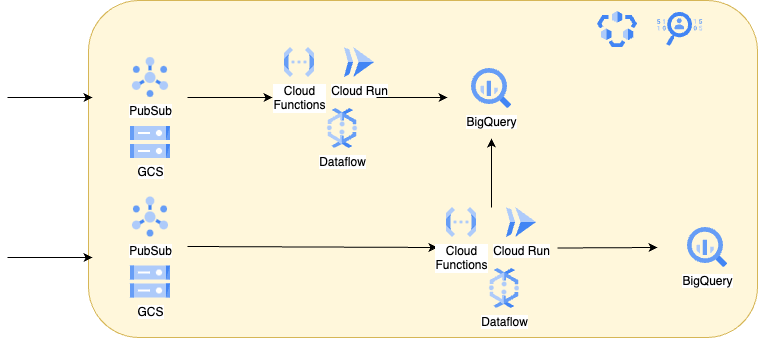 PubSub
GCS
Cloud
Functions
Cloud Run
Dataflow
BigQuery
PubSub
GCS
Cloud
Functions
Cloud Run
Dataflow
BigQuery